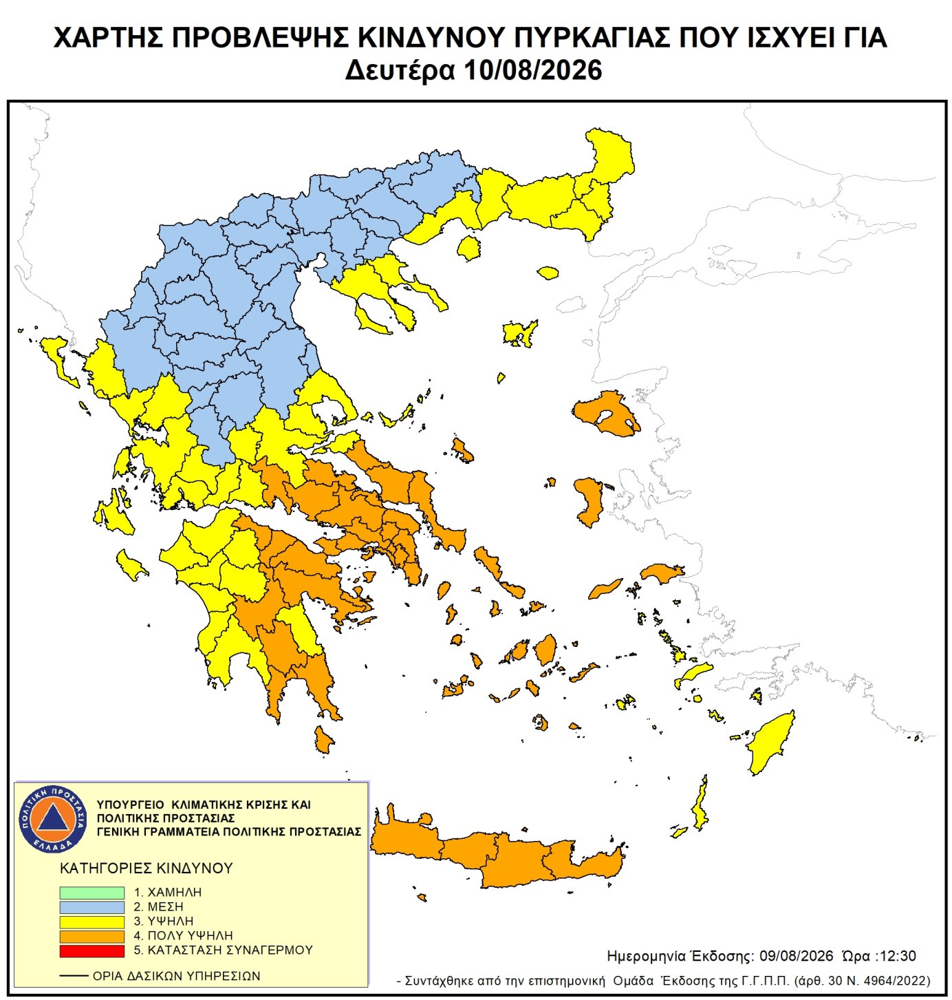 ΧΑΡΤΗΣ ΠΡΟΒΛΕΨΗΣ ΚΙΝΔΥΝΟΥ ΠΥΡΚΑΓΙΑΣ ΠΟΥ ΙΣΧΥΕΙ ΓΙΑ
Δευτέρα 10/08/2026
ΠΟΛΙΤΙΚΗ ΠΡΟΣΤΑΣΙΑ
ΕΛΛΑΔΑ
ΥΠΟΥΡΓΕΙΟ ΚΛΙΜΑΤΙΚΗΣ ΚΡΙΣΗΣ ΚΑΙ
ΠΟΛΙΤΙΚΗΣ ΠΡΟΣΤΑΣΙΑΣ
ΓΕΝΙΚΗ ΓΡΑΜΜΑΤΕΙΑ ΠΟΛΙΤΙΚΗΣ ΠΡΟΣΤΑΣΙΑΣ
ΚΑΤΗΓΟΡΙΕΣ ΚΙΝΔΥΝΟΥ
1. ΧΑΜΗΛΗ
2. ΜΕΣΗ
3. ΥΨΗΛΗ
4. ΠΟΛΥ ΥΨΗΛΗ
5. ΚΑΤΑΣΤΑΣΗ ΣΥΝΑΓΕΡΜΟΥ
ΟΡΙΑ ΔΑΣΙΚΩΝ ΥΠΗΡΕΣΙΩΝ
Ημερομηνία Έκδοσης: 09/08/2026 Ώρα :12:30
- Συντάχθηκε από την επιστημονική Ομάδα Έκδοσης της Γ.Γ.Π.Π. (άρθ. 30 Ν. 4964/2022)